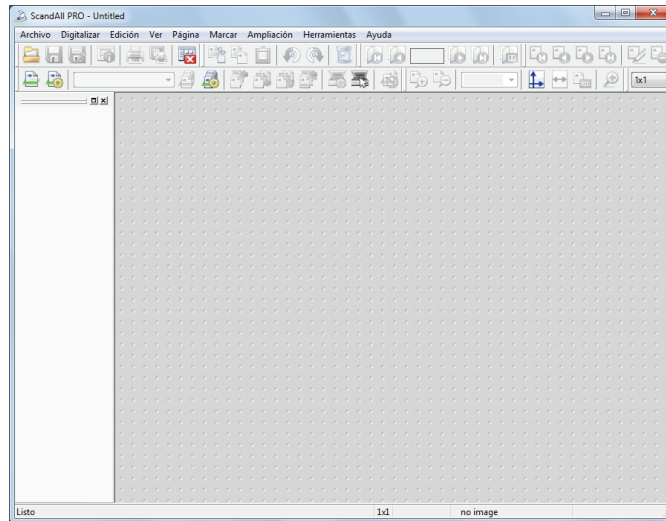 ScandAll PRO - Untitled
Archivo Digitalizar Edición Ver Página Marcar Ampliación Herramientas Ayuda
1x1
Listo 1x1 no image